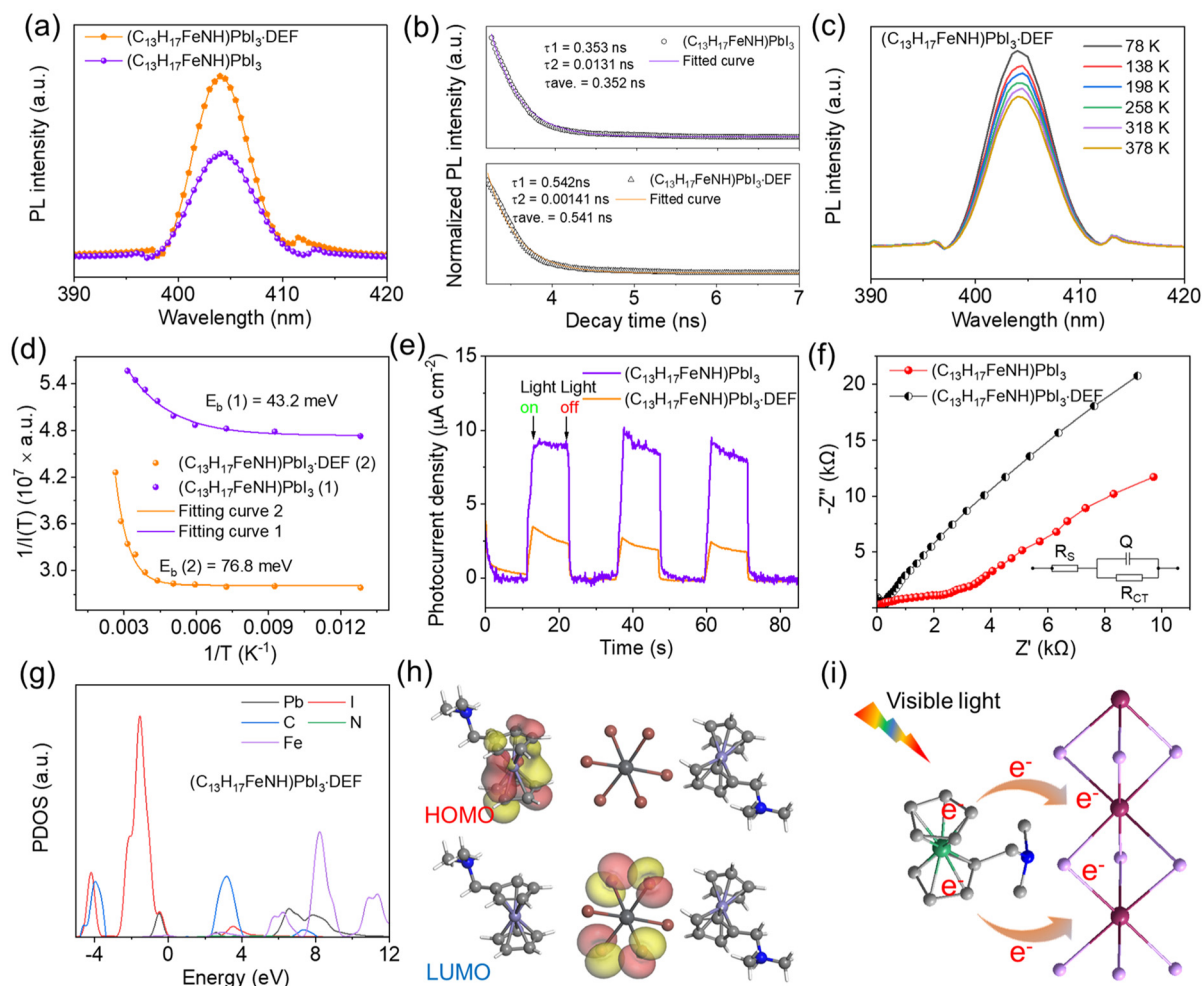 (a)
(C₁₃H₁₇FeNH)PbI₃·DEF
(C₁₃H₁₇FeNH)PbI₃
PL intensity (a.u.)
390 400 410 420
Wavelength (nm)
(b)
τ1 = 0.353 ns
τ2 = 0.0131 ns
τave. = 0.352 ns
(C₁₃H₁₇FeNH)PbI₃
Fitted curve
τ1 = 0.542ns
τ2 = 0.00141 ns
τave. = 0.541 ns
(C₁₃H₁₇FeNH)PbI₃·DEF
Fitted curve
Normalized PL intensity (a.u.)
4 5 6 7
Decay time (ns)
(c)
(C₁₃H₁₇FeNH)PbI₃·DEF
78 K
138 K
198 K
258 K
318 K
378 K
PL intensity (a.u.)
390 400 410 420
Wavelength (nm)
(d)
5.4
4.8
4.2
3.6
3.0
E_b (1) = 43.2 meV
(C₁₃H₁₇FeNH)PbI₃·DEF (2)
(C₁₃H₁₇FeNH)PbI₃ (1)
Fitting curve 2
Fitting curve 1
E_b (2) = 76.8 meV
1/I(T) (10⁷ × a.u.)
0.003 0.006 0.009 0.012
1/T (K⁻¹)
(e)
15
10
5
0
(C₁₃H₁₇FeNH)PbI₃
(C₁₃H₁₇FeNH)PbI₃·DEF
Light Light
on off
Photocurrent density (μA cm⁻²)
0 20 40 60 80
Time (s)
(f)
20
15
10
5
0
(C₁₃H₁₇FeNH)PbI₃
(C₁₃H₁₇FeNH)PbI₃·DEF
R_S
Q
R_CT
-Z'' (kΩ)
0 2 4 6 8 10
Z' (kΩ)
(g)
Pb I
C N
Fe
(C₁₃H₁₇FeNH)PbI₃·DEF
PDOS (a.u.)
-4 0 4 8 12
Energy (eV)
(h)
HOMO
LUMO
(i)
Visible light
e⁻
e⁻
e⁻
e⁻
e⁻
e⁻